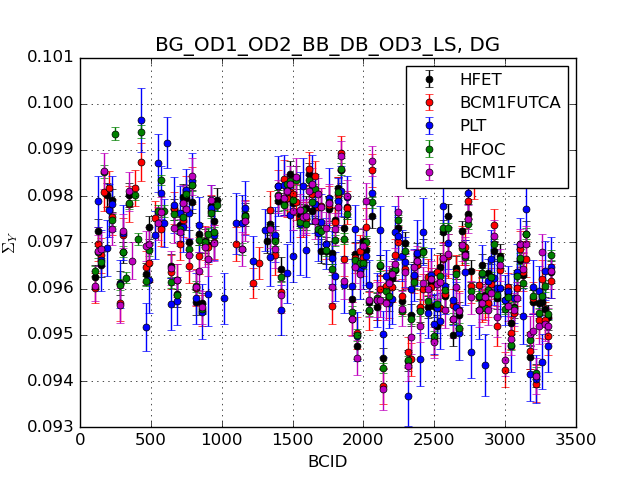 BG_OD1_OD2_BB_DB_OD3_LS, DG
0.101
0.100
0.099
0.098
0.097
0.096
0.095
0.094
0.093
Σ_Y
HFET
BCM1FUTCA
PLT
HFOC
BCM1F
0 500 1000 1500 2000 2500 3000 3500
BCID